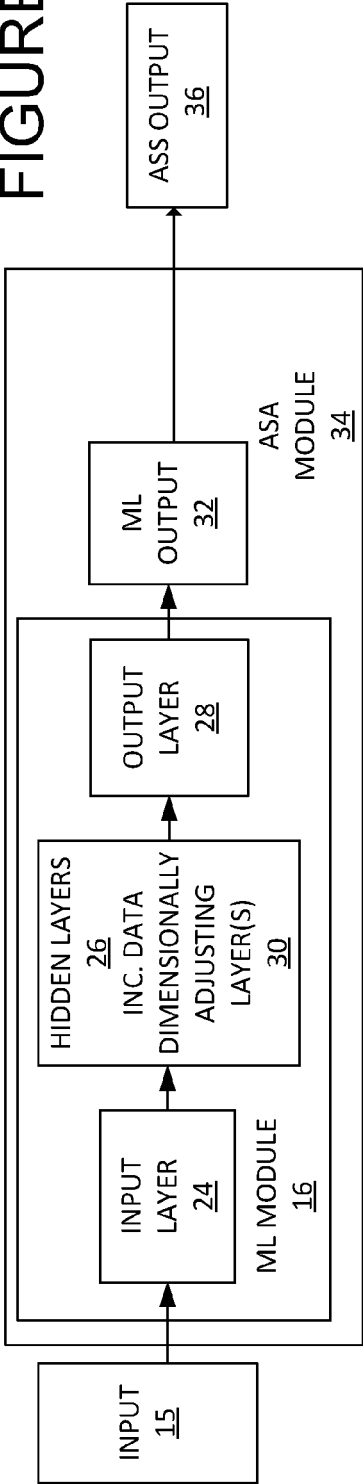 FIGURE
INPUT
15
INPUT
LAYER
24
ML MODULE
16
HIDDEN LAYERS
26
INC. DATA
DIMENSIONALLY
ADJUSTING
LAYER(S)
30
OUTPUT
LAYER
28
ML
OUTPUT
32
ASA
MODULE
34
ASS OUTPUT
36